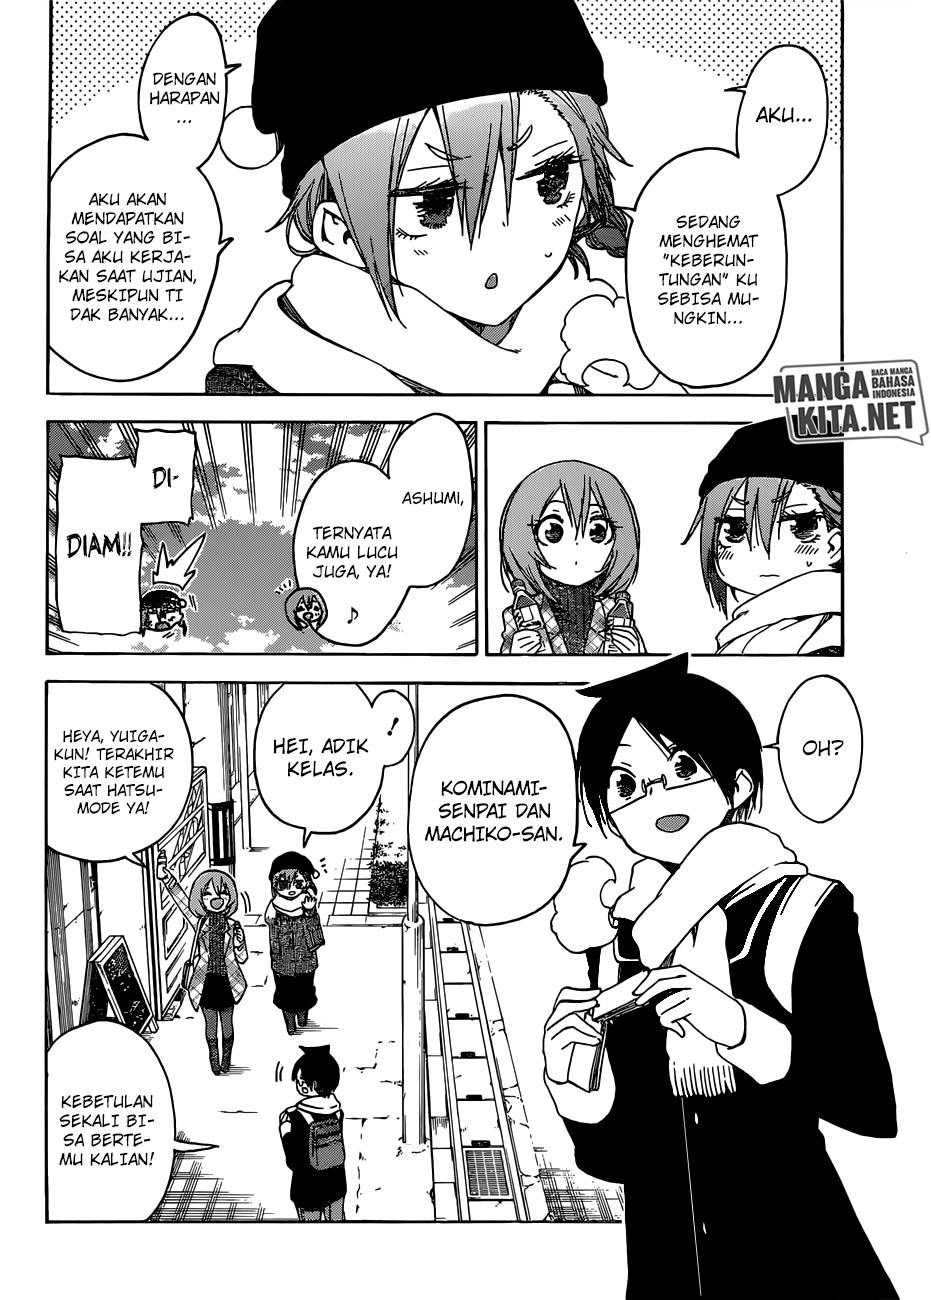 AKU...
SEDANG
MENGHEMAT
"KEBERUN-
TUNGAN" KU
SEBISA MU-
NGKIN...
DENGAN
HARAPAN
...
AKU AKAN
MENDAPATKAN
SOAL YANG BI-
SA AKU KERJA-
KAN SAAT UJIAN,
MESKIPUN TI
DAK BANYAK...
MANGA
KITA.NET
BACA MANGA
BAHASA
INDONESIA
ASHUMI,
TERNYATA
KAMU LUCU
JUGA, YA!
♪
DI-
DIAM!!
OH?
KOMINAMI-
SENPAI DAN
MACHIKO-SAN.
!
HEI, ADIK
KELAS.
HEYA, YUIGA-
KUN! TERAKHIR
KITA KETEMU
SAAT HATSU-
MODE YA!
KEBETULAN
SEKALI BI-
SA BERTE-
MU KALIAN!